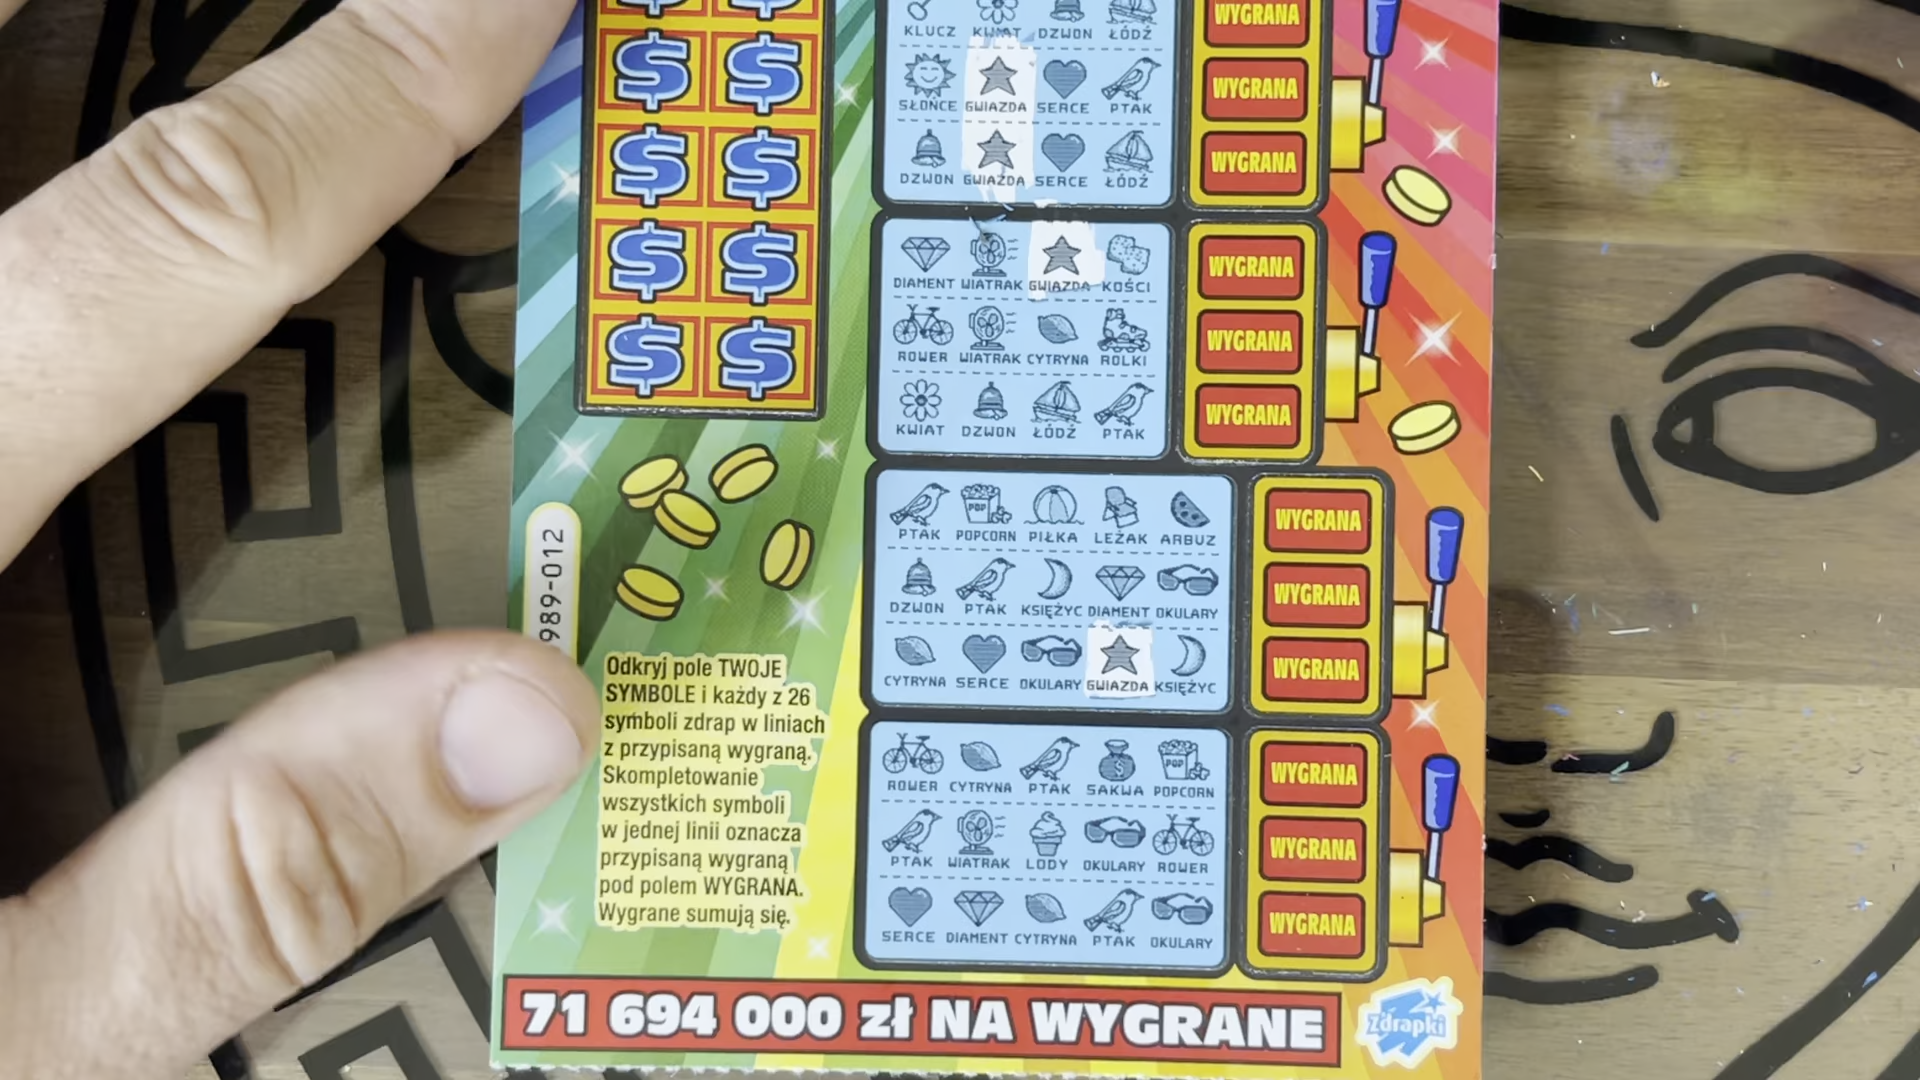 KLUCZ KWIAT DZWON ŁÓDŹ
WYGRANA
SŁOŃCE GWIAZDA SERCE PTAK
WYGRANA
DZWON GWIAZDA SERCE ŁÓDŹ
WYGRANA
$ $
$ $
$ $
$ $
DIAMENT WIATRAK GWIAZDA KOŚCI
WYGRANA
ROWER WIATRAK CYTRYNA ROLKI
WYGRANA
KWIAT DZWON ŁÓDŹ PTAK
WYGRANA
POP
PTAK POPCORN PIŁKA LEŻAK ARBUZ
WYGRANA
DZWON PTAK KSIĘŻYC DIAMENT OKULARY
WYGRANA
CYTRYNA SERCE OKULARY GWIAZDA KSIĘŻYC
WYGRANA
$ POP
ROWER CYTRYNA PTAK SAKWA POPCORN
WYGRANA
PTAK WIATRAK LODY OKULARY ROWER
WYGRANA
SERCE DIAMENT CYTRYNA PTAK OKULARY
WYGRANA
989-012
Odkryj pole TWOJE
SYMBOLE i każdy z 26
symboli zdrap w liniach
z przypisaną wygraną.
Skompletowanie
wszystkich symboli
w jednej linii oznacza
przypisaną wygraną
pod polem WYGRANA.
Wygrane sumują się.
71 694 000 zł NA WYGRANE
Zdrapki